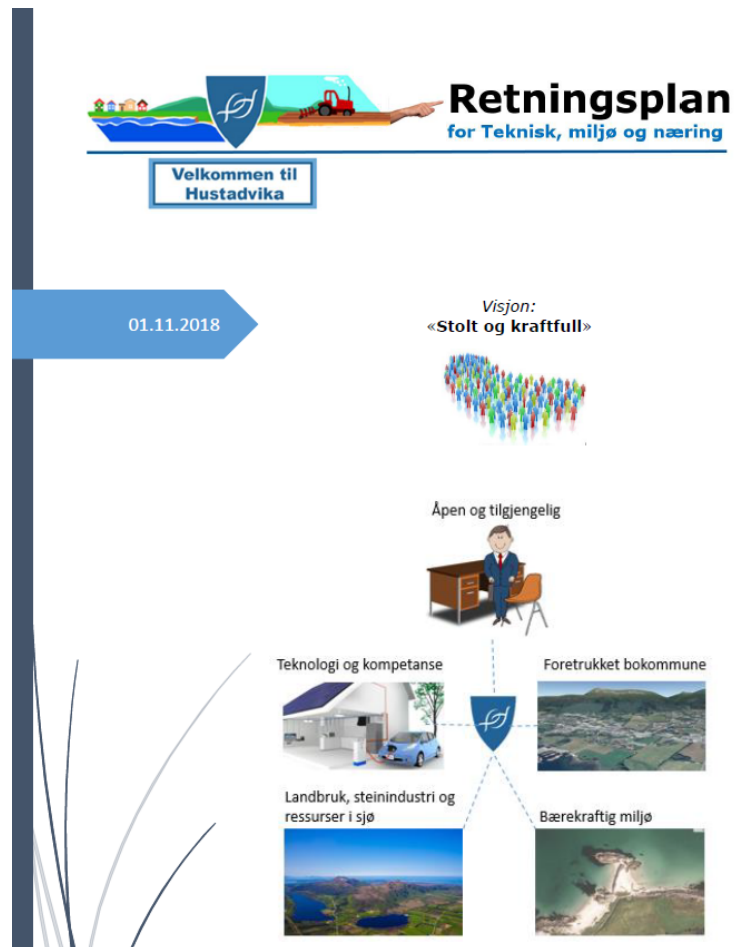 Retningsplan
for Teknisk, miljø og næring
Velkommen til
Hustadvika
01.11.2018
Visjon:
«Stolt og kraftfull»
Åpen og tilgjengelig
Teknologi og kompetanse
Foretrukket bokommune
Landbruk, steinindustri og
ressurser i sjø
Bærekraftig miljø